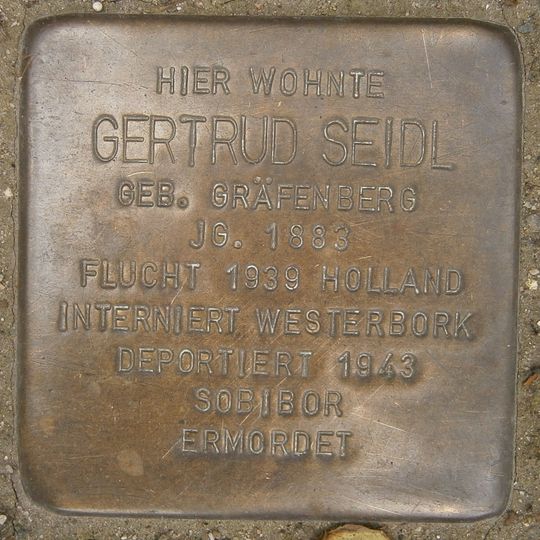 HIER WOHNTE
GERTRUD SEIDL
GEB. GRÄFENBERG
JG. 1883
FLUCHT 1939 HOLLAND
INTERNIERT WESTERBORK
DEPORTIERT 1943
SOBIBOR
ERMORDET